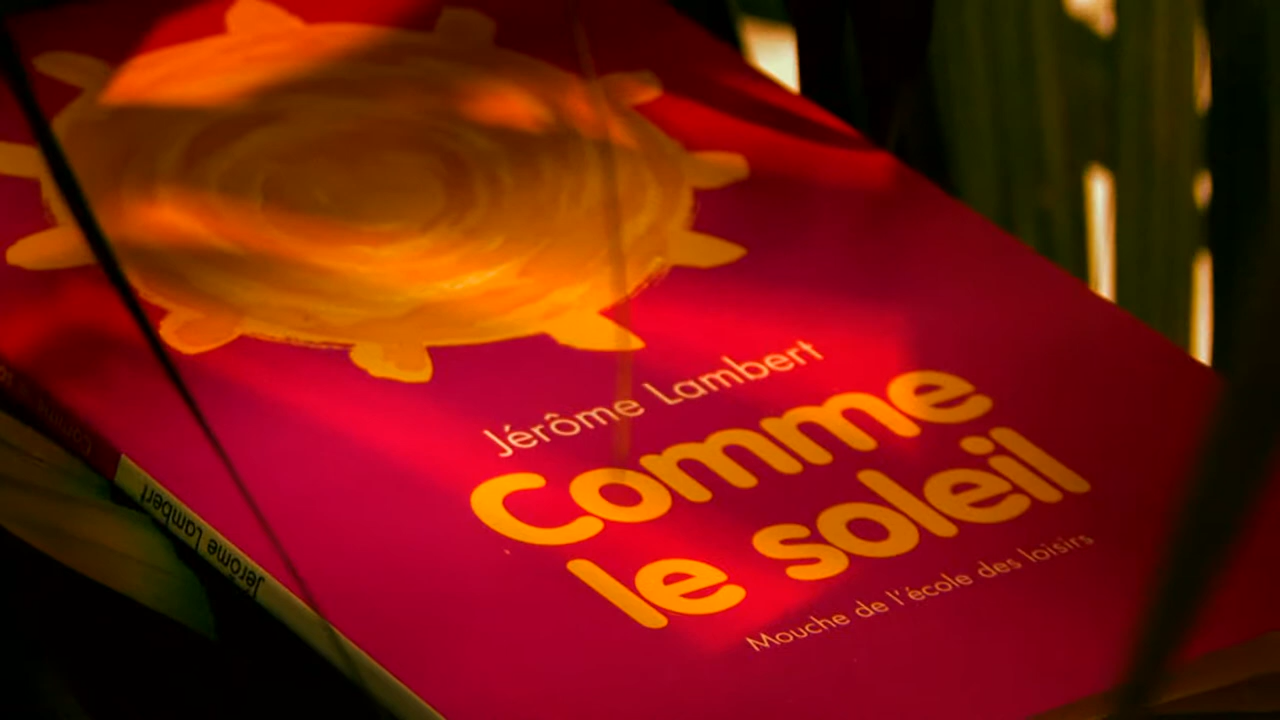 Jérôme Lambert
Comme
le soleil
Mouche de l'école des loisirs
Jérôme Lambert